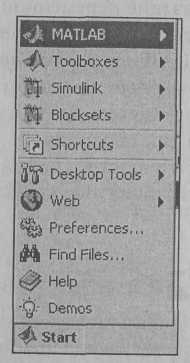 MATLAB
Toolboxes
Simulink
Blocksets
Shortcuts
Desktop Tools
Web
Preferences...
Find Files...
Help
Demos
Start